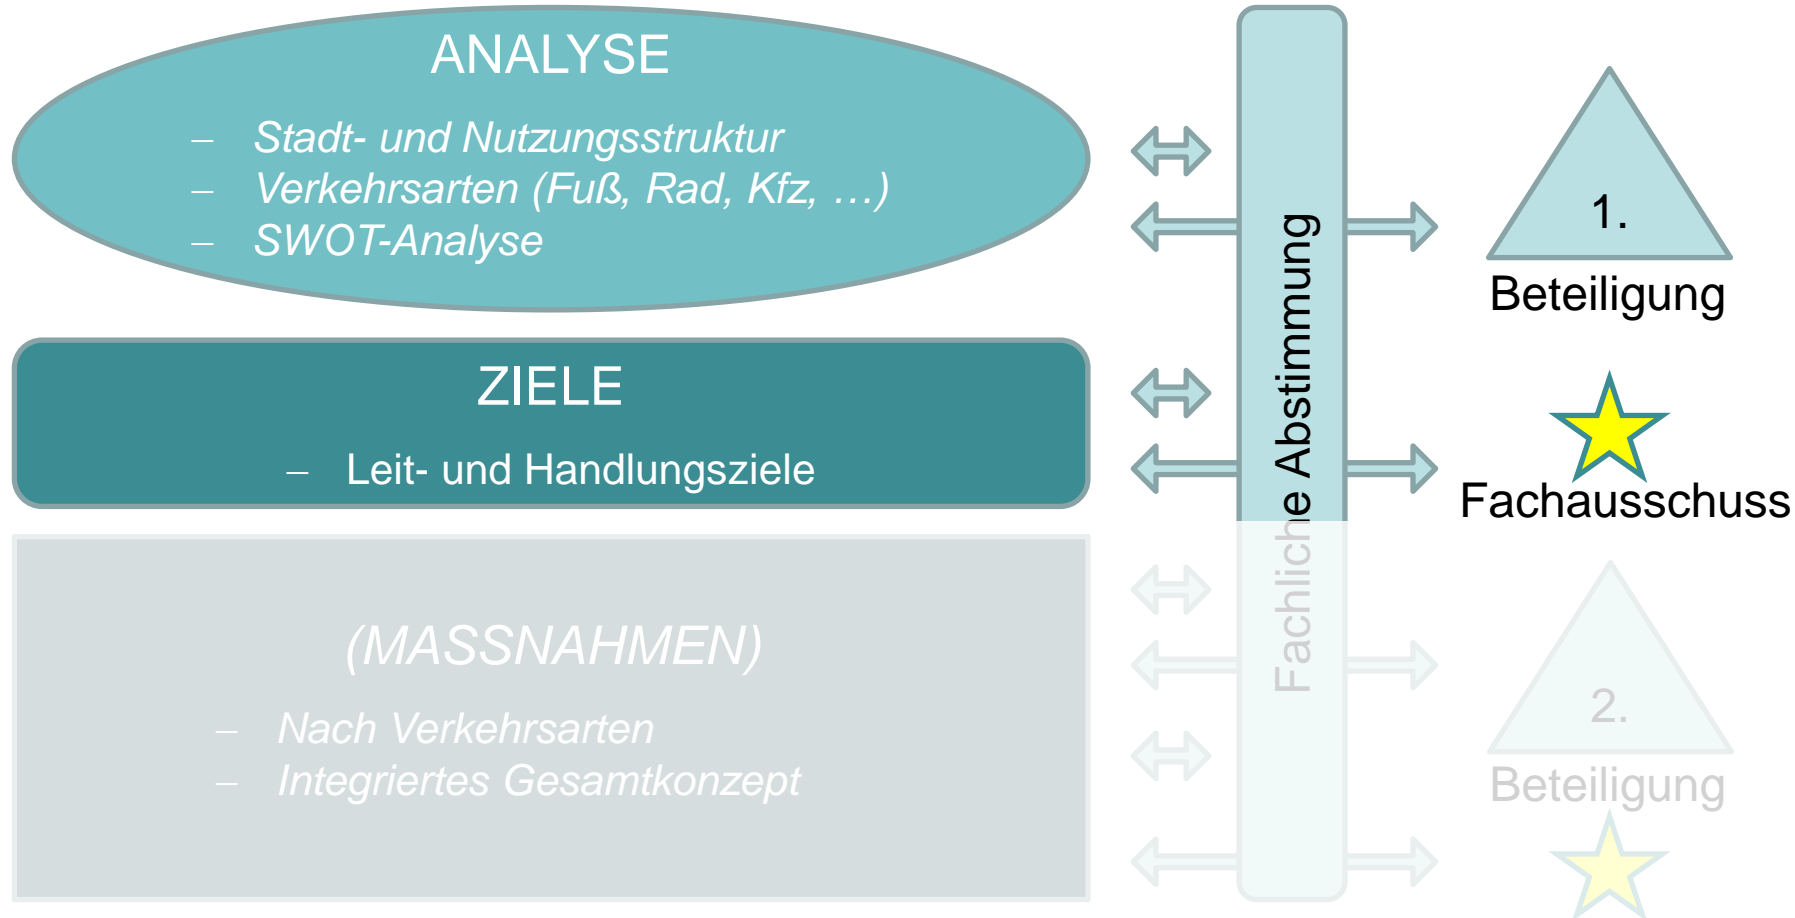 ANALYSE
– Stadt- und Nutzungsstruktur
– Verkehrsarten (Fuß, Rad, Kfz, …)
– SWOT-Analyse
ZIELE
– Leit- und Handlungsziele
(MASSNAHMEN)
– Nach Verkehrsarten
– Integriertes Gesamtkonzept
Fachliche Abstimmung
1.
Beteiligung
Fachausschuss
2.
Beteiligung